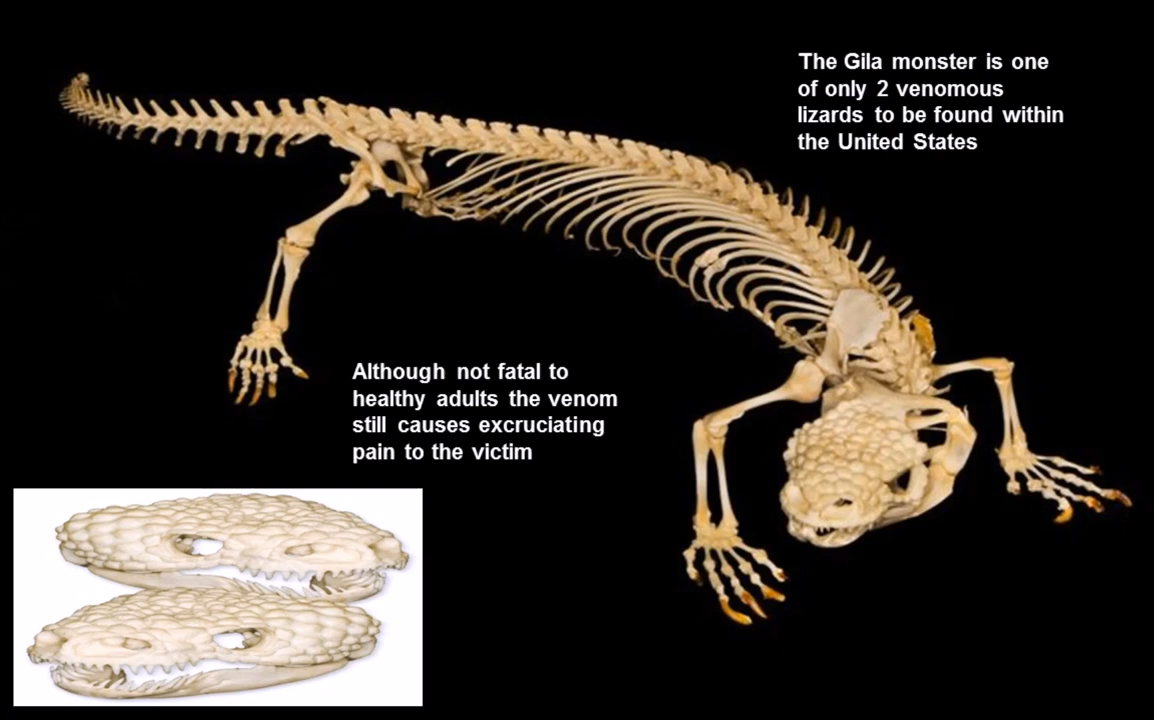 The Gila monster is one
of only 2 venomous
lizards to be found within
the United States
Although not fatal to
healthy adults the venom
still causes excruciating
pain to the victim